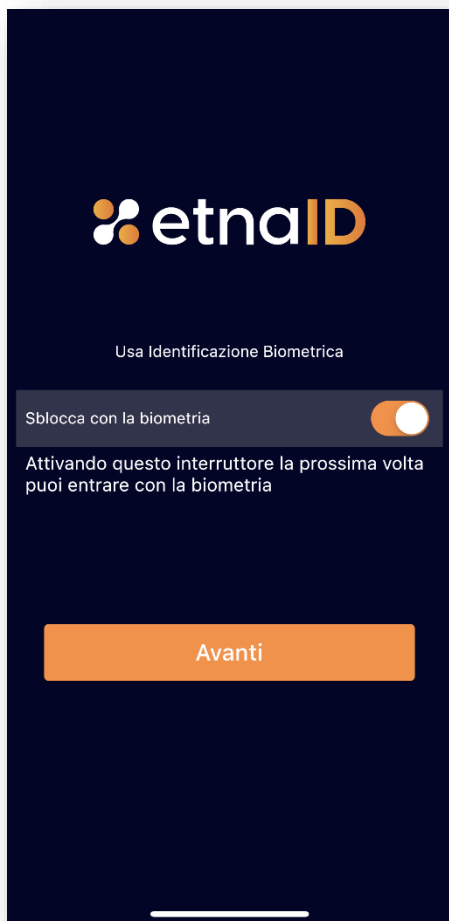 etnaID
Usa Identificazione Biometrica
Sblocca con la biometria
Attivando questo interruttore la prossima volta
puoi entrare con la biometria
Avanti